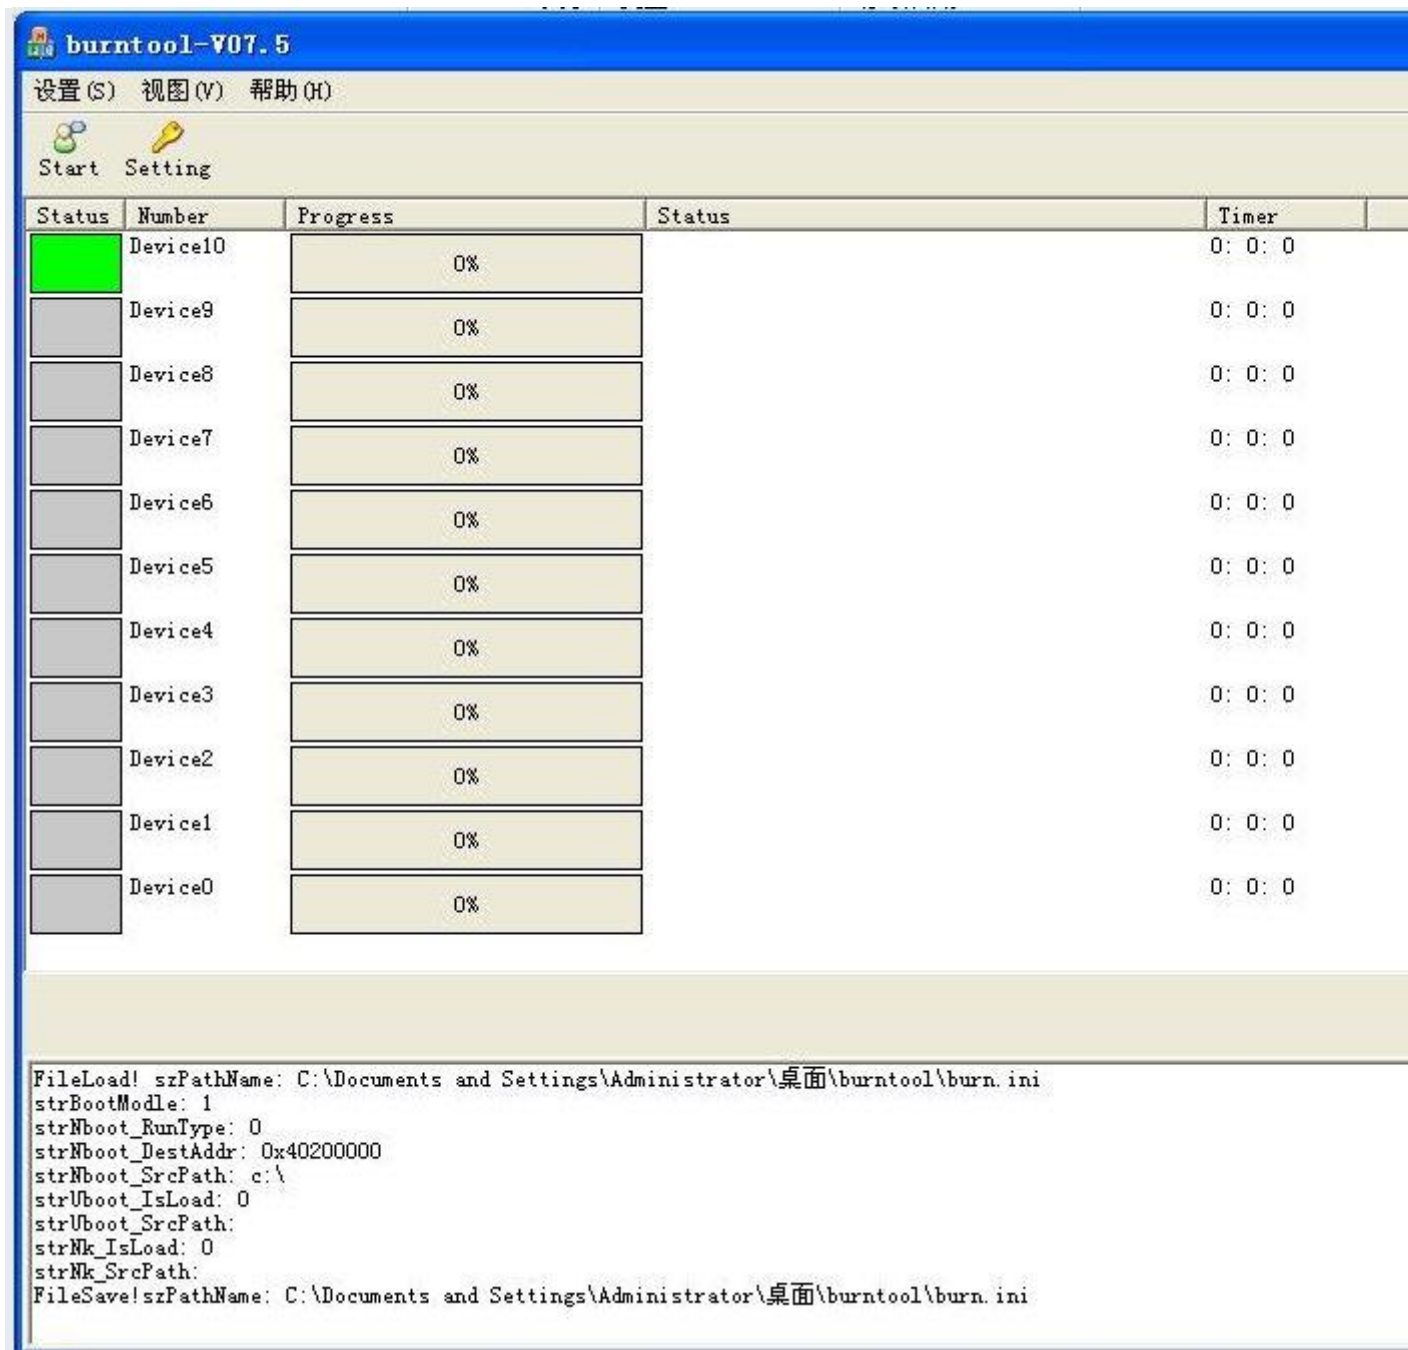 burntool-V07.5
设置(S) 视图(V) 帮助(H)
Start Setting
Status Number Progress Status Timer
Device10 0% 0: 0: 0
Device9 0% 0: 0: 0
Device8 0% 0: 0: 0
Device7 0% 0: 0: 0
Device6 0% 0: 0: 0
Device5 0% 0: 0: 0
Device4 0% 0: 0: 0
Device3 0% 0: 0: 0
Device2 0% 0: 0: 0
Device1 0% 0: 0: 0
Device0 0% 0: 0: 0
FileLoad! szPathName: C:\Documents and Settings\Administrator\桌面\burntool\burn.ini
strBootModle: 1
strNboot_RunType: 0
strNboot_DestAddr: 0x40200000
strNboot_SrcPath: c:\
strUboot_IsLoad: 0
strUboot_SrcPath:
strNk_IsLoad: 0
strNk_SrcPath:
FileSave!szPathName: C:\Documents and Settings\Administrator\桌面\burntool\burn.ini